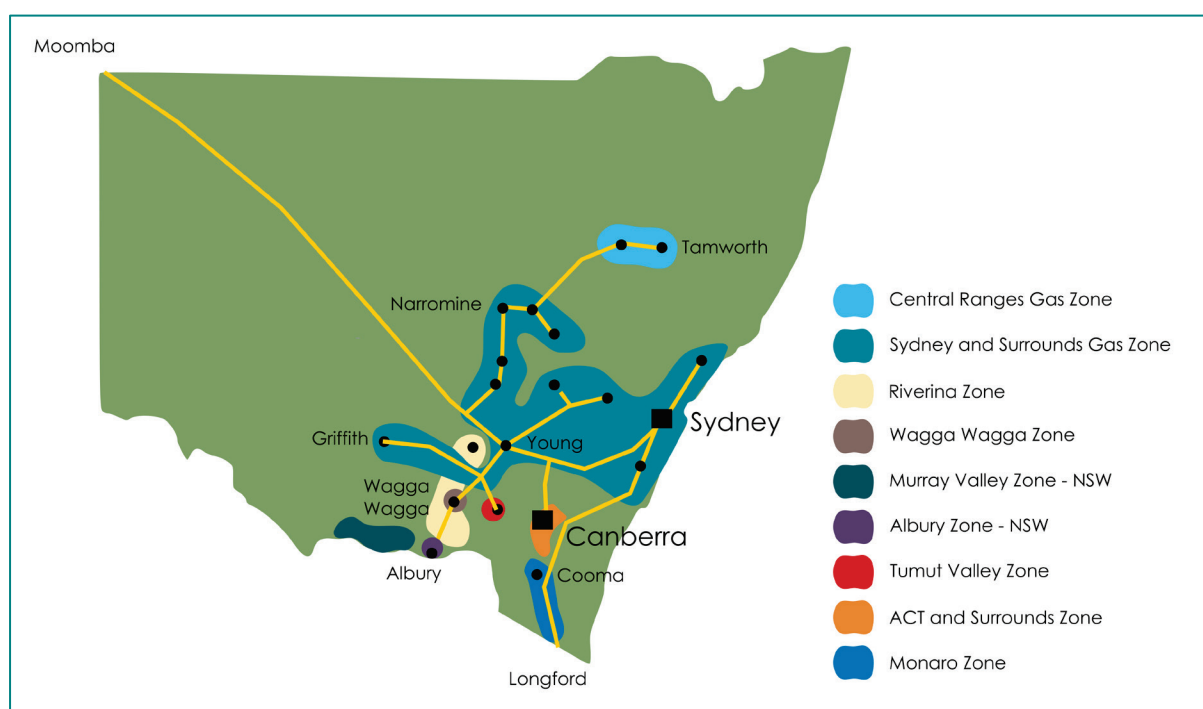 Moomba
Tamworth
Narromine
Sydney
Griffith
Young
Wagga
Wagga
Canberra
Albury
Cooma
Longford
Central Ranges Gas Zone
Sydney and Surrounds Gas Zone
Riverina Zone
Wagga Wagga Zone
Murray Valley Zone - NSW
Albury Zone - NSW
Tumut Valley Zone
ACT and Surrounds Zone
Monaro Zone